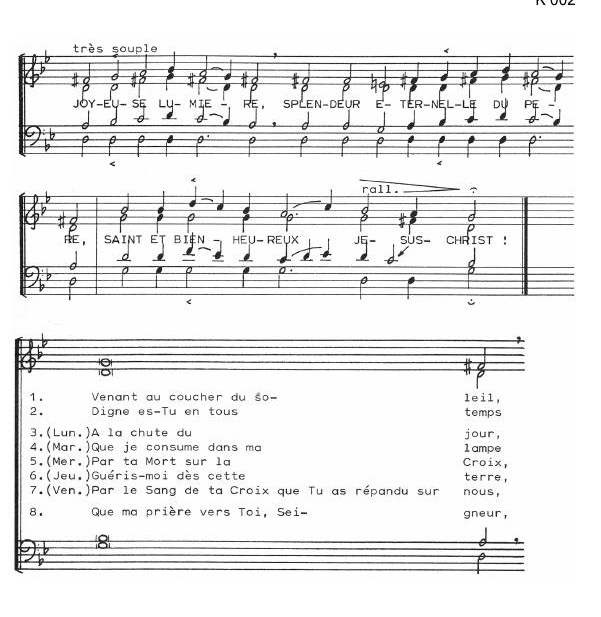 K 002
très souple
JOY-EU-SE LU-MIE - RE, SPLEN-DEUR E-TER-NEL-LE DU PE -
rall.
RE, SAINT ET BIEN - HEU-REUX JE- SUS- CHRIST !
1. Venant au coucher du so- leil,
2. Digne es-Tu en tous temps
3.(Lun.)A la chute du jour,
4.(Mar.)Que je consume dans ma lampe
5.(Mer.)Par ta Mort sur la Croix,
6.(Jeu.)Guéris-moi dès cette terre,
7.(Ven.)Par le Sang de ta Croix que Tu as répandu sur nous,
8. Que ma prière vers Toi, Sei- gneur,